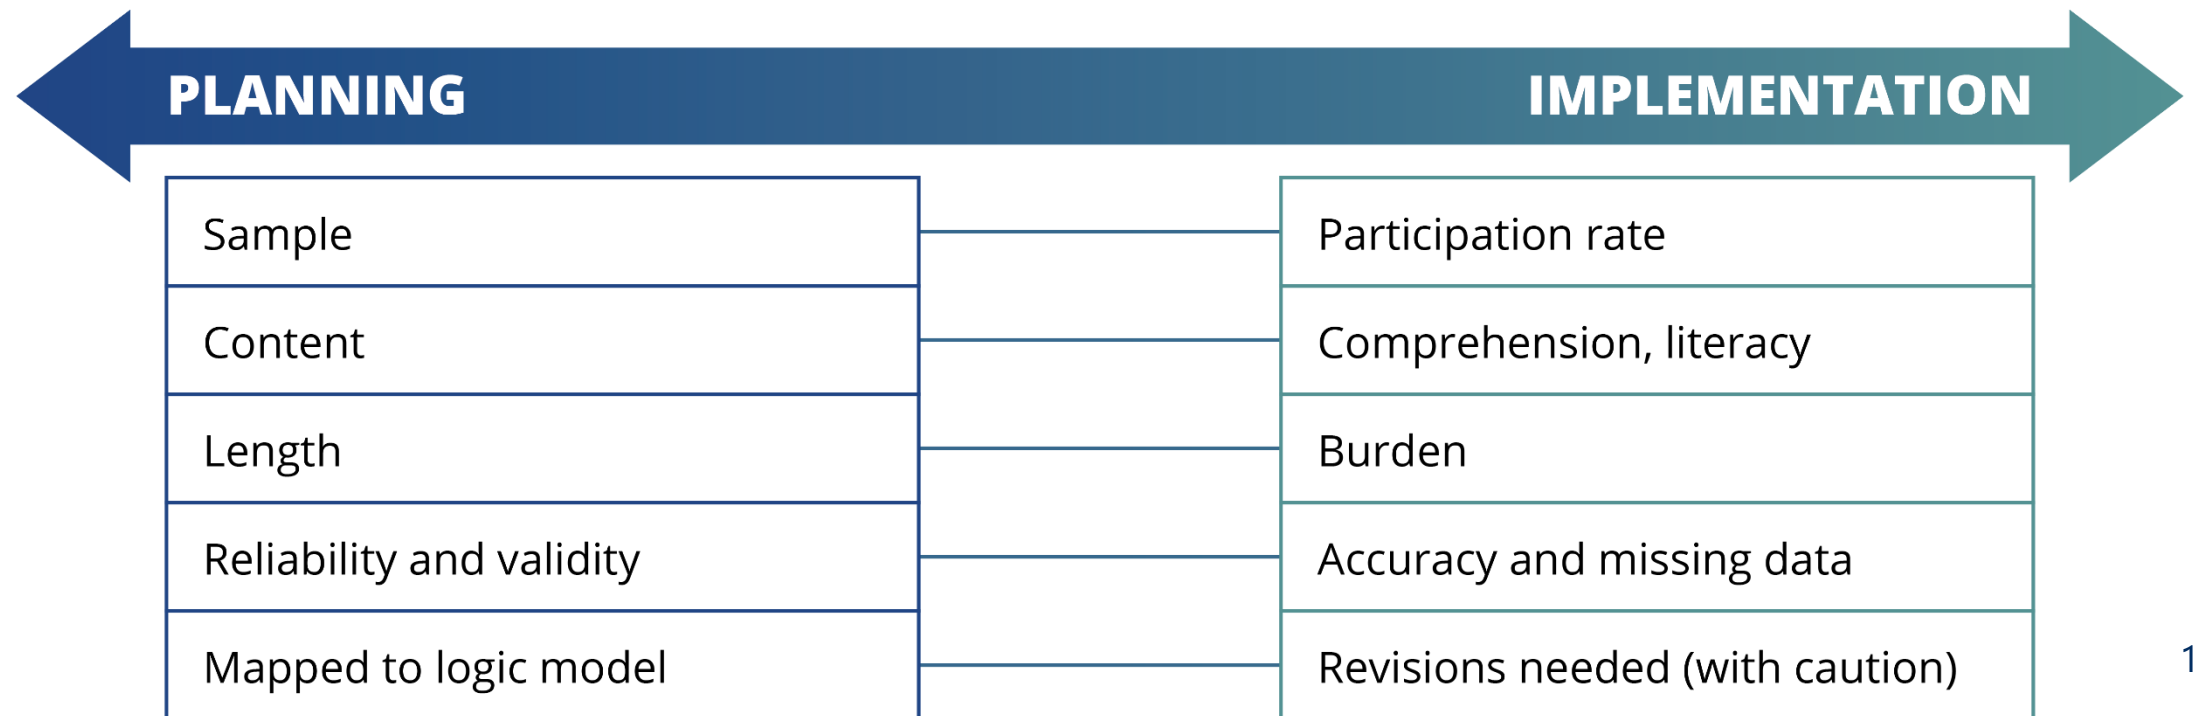 PLANNING IMPLEMENTATION
Sample Participation rate
Content Comprehension, literacy
Length Burden
Reliability and validity Accuracy and missing data
Mapped to logic model Revisions needed (with caution)
1